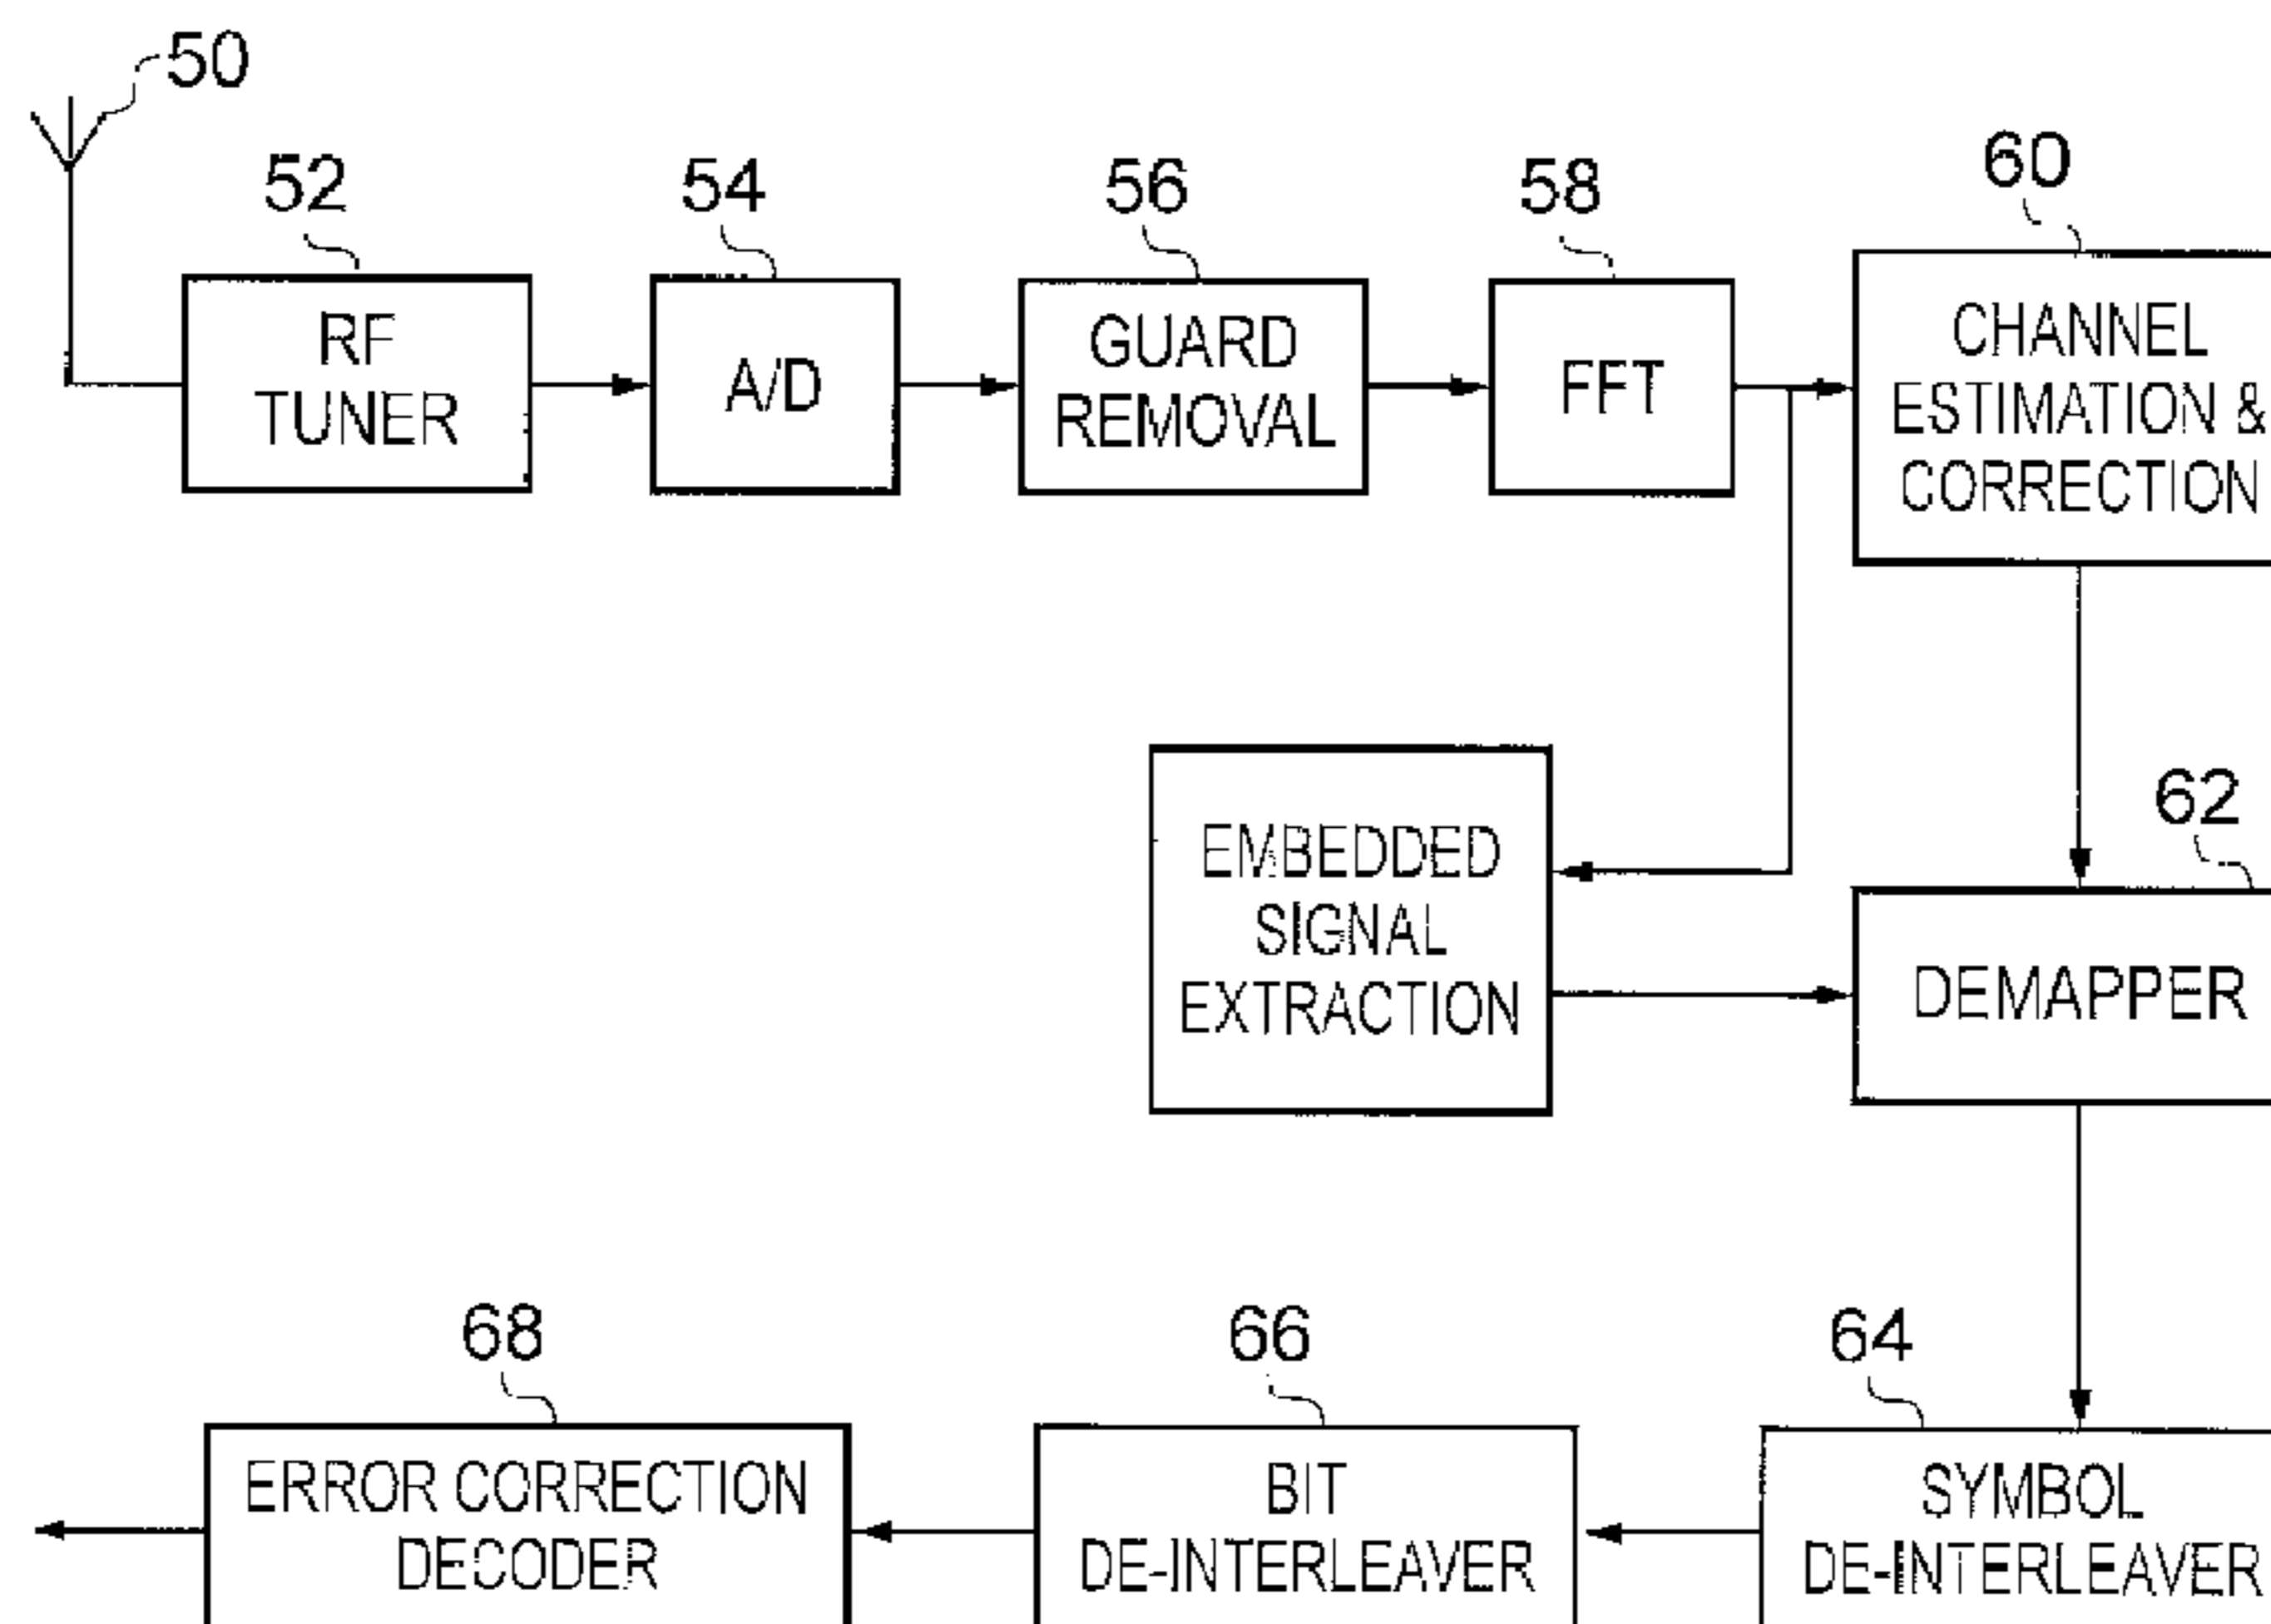 50
52
54
56
58
60
RF
TUNER
A/D
GUARD
REMOVAL
FFT
CHANNEL
ESTIMATION &
CORRECTION
EMBEDDED
SIGNAL
EXTRACTION
62
DEMAPPER
68
66
64
ERROR CORRECTION
DECODER
BIT
DE-INTERLEAVER
SYMBOL
DE-INTERLEAVER